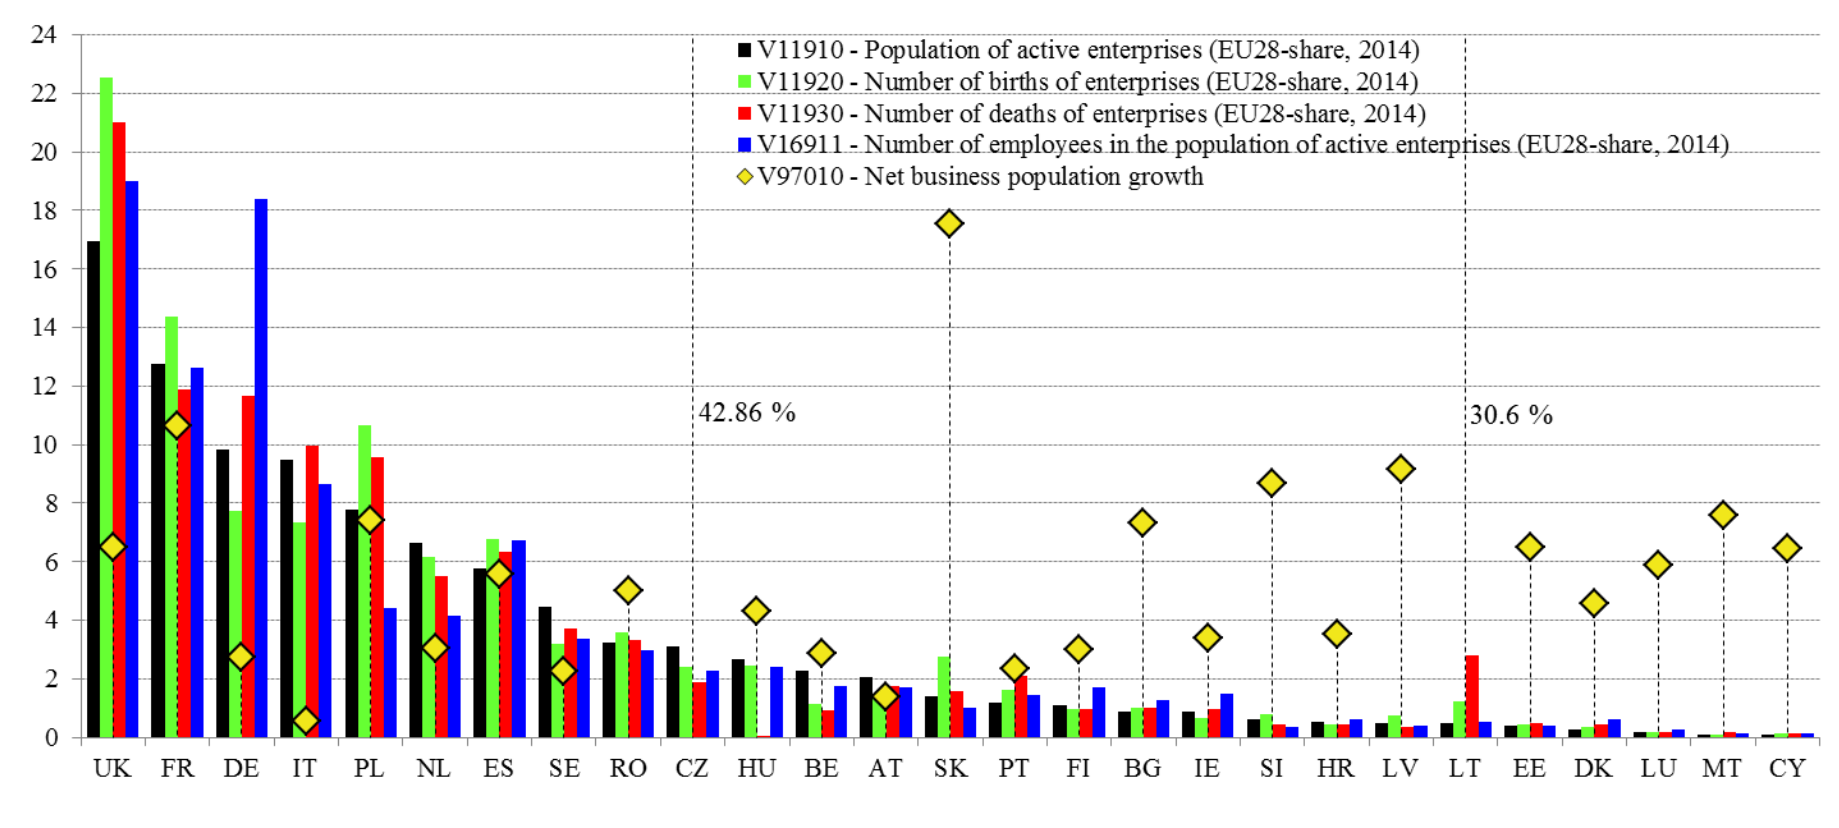 24
22
20
18
16
14
12
10
8
6
4
2
0
V11910 - Population of active enterprises (EU28-share, 2014)
V11920 - Number of births of enterprises (EU28-share, 2014)
V11930 - Number of deaths of enterprises (EU28-share, 2014)
V16911 - Number of employees in the population of active enterprises (EU28-share, 2014)
V97010 - Net business population growth
42.86 %
30.6 %
UK FR DE IT PL NL ES SE RO CZ HU BE AT SK PT FI BG IE SI HR LV LT EE DK LU MT CY